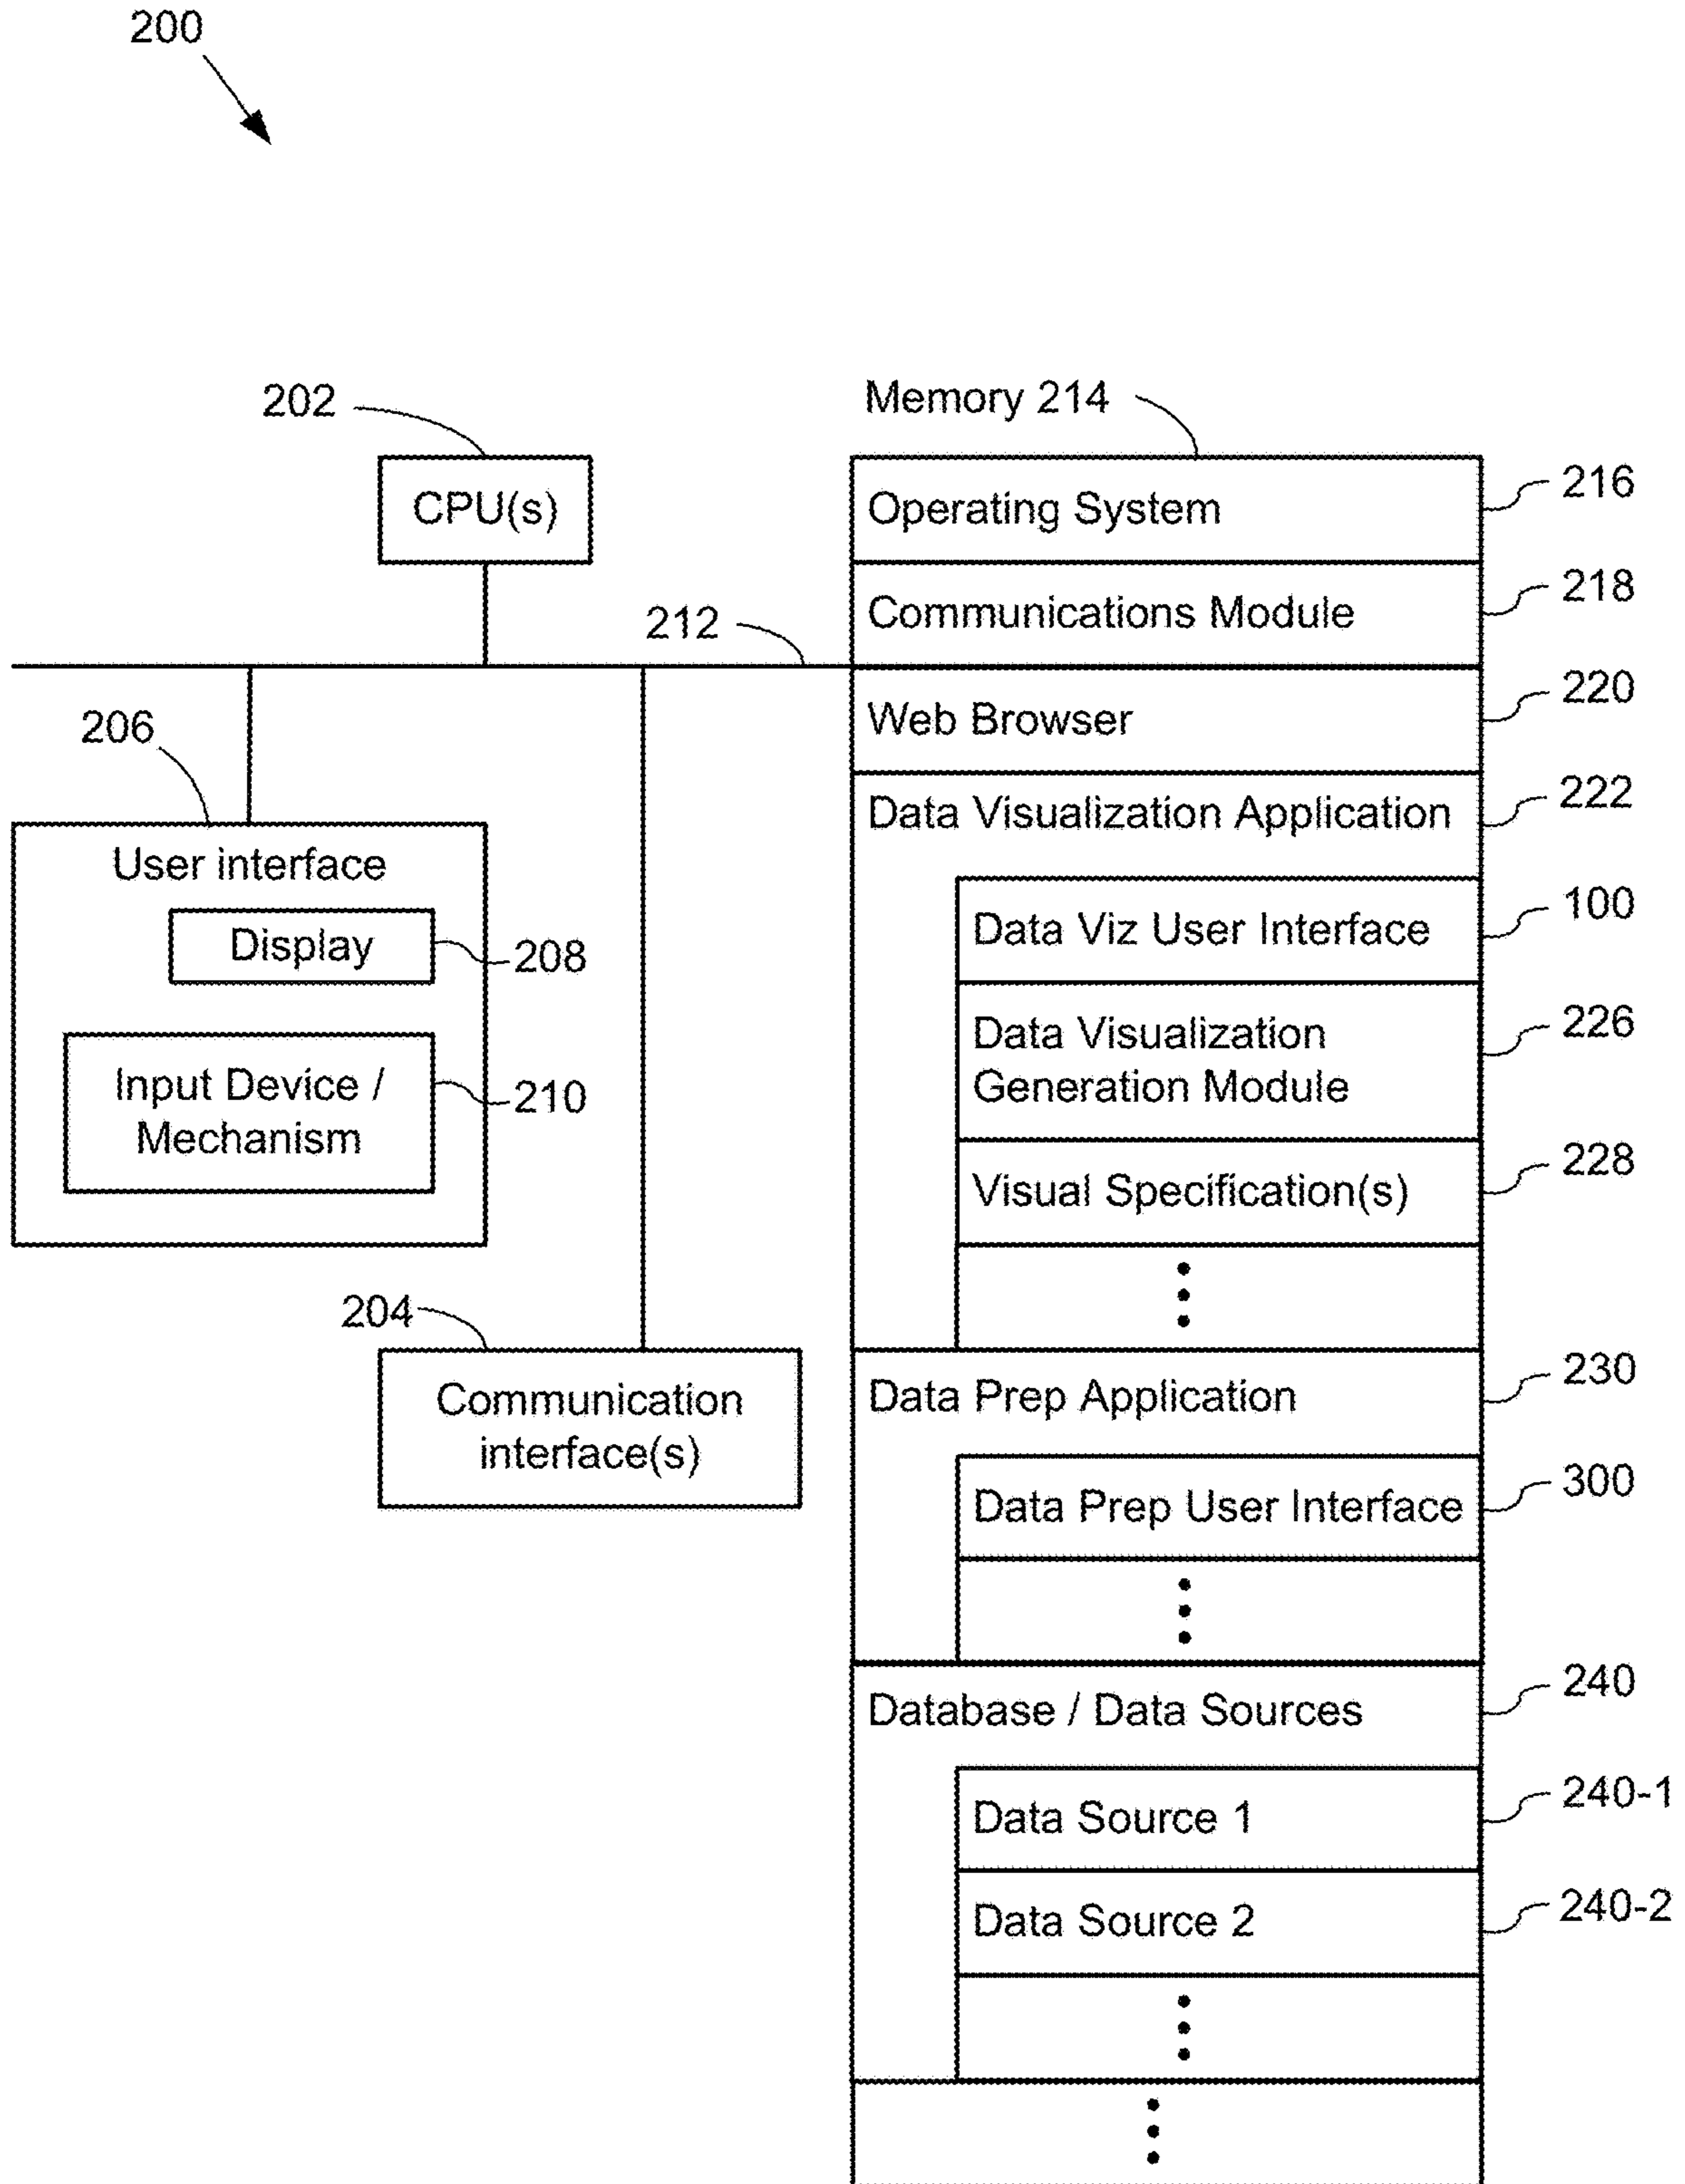 200
202
CPU(s)
212
206
User interface
Display
208
Input Device /
Mechanism
210
204
Communication
interface(s)
Memory 214
Operating System
216
Communications Module
218
Web Browser
220
Data Visualization Application
222
Data Viz User Interface
100
Data Visualization
Generation Module
226
Visual Specification(s)
228
Data Prep Application
230
Data Prep User Interface
300
Database / Data Sources
240
Data Source 1
240-1
Data Source 2
240-2